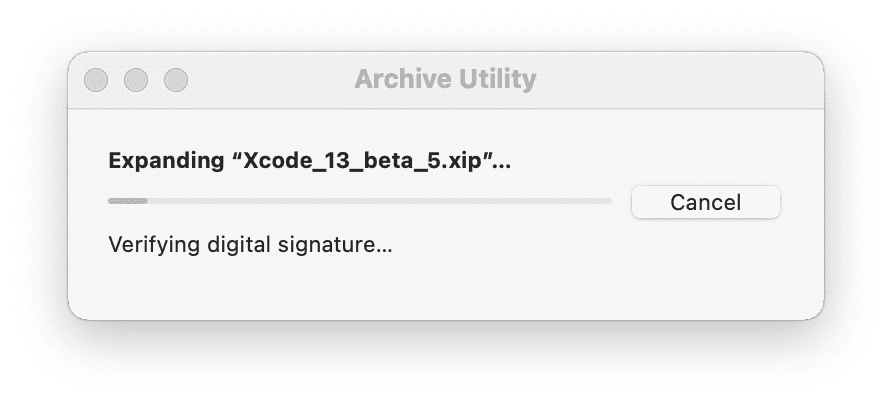 Archive Utility
Expanding “Xcode_13_beta_5.xip”...
Cancel
Verifying digital signature...